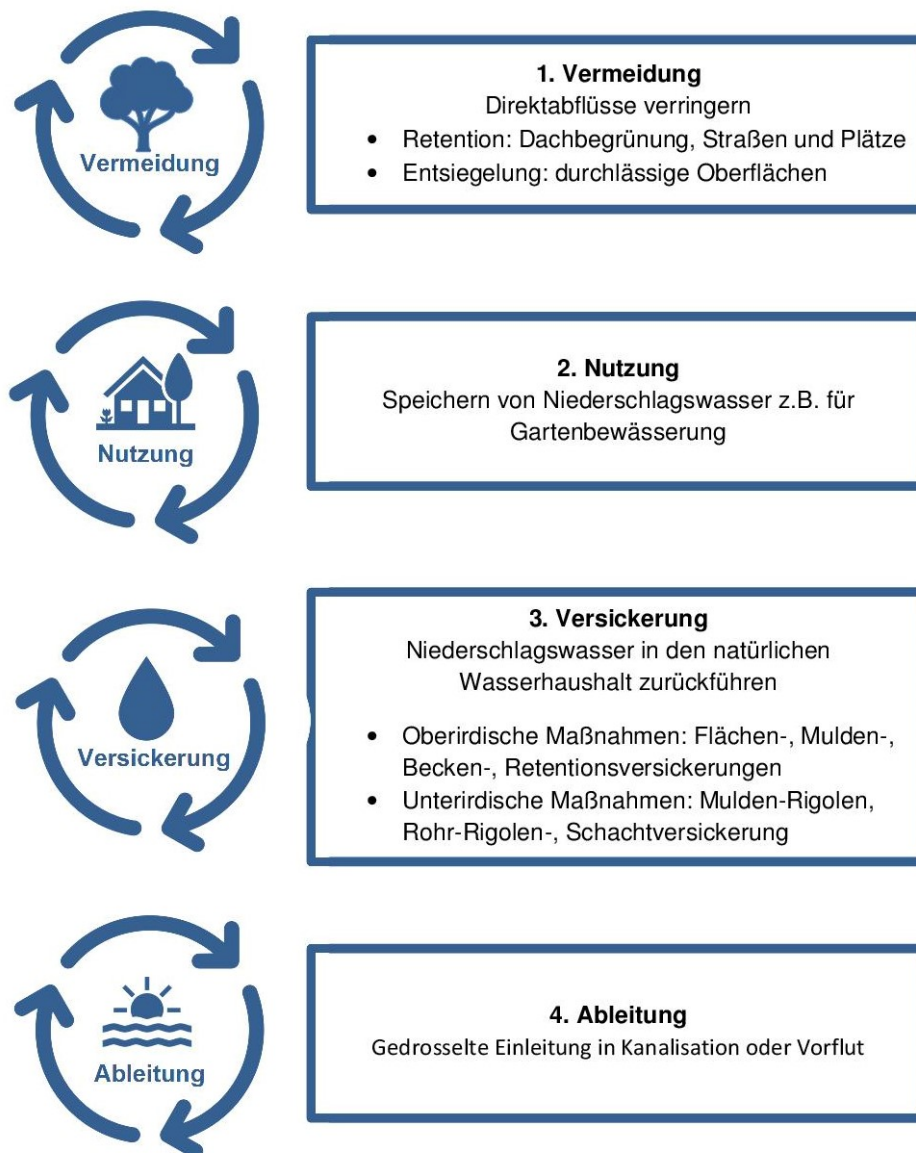 Vermeidung
1. Vermeidung
Direktabflüsse verringern
• Retention: Dachbegrünung, Straßen und Plätze
• Entsiegelung: durchlässige Oberflächen
Nutzung
2. Nutzung
Speichern von Niederschlagswasser z.B. für
Gartenbewässerung
Versickerung
3. Versickerung
Niederschlagswasser in den natürlichen
Wasserhaushalt zurückführen
• Oberirdische Maßnahmen: Flächen-, Mulden-,
Becken-, Retentionsversickerungen
• Unterirdische Maßnahmen: Mulden-Rigolen,
Rohr-Rigolen-, Schachtversickerung
Ableitung
4. Ableitung
Gedrosselte Einleitung in Kanalisation oder Vorflut